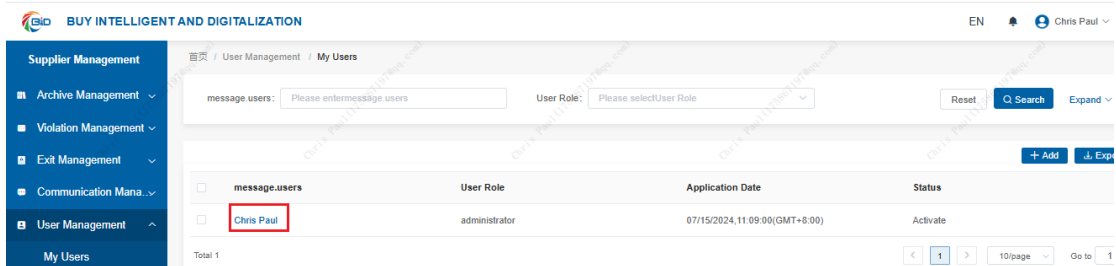 BID BUY INTELLIGENT AND DIGITALIZATION EN Chris Paul
Supplier Management
首页 / User Management / My Users
Archive Management
message.users: Please entermessage.users User Role: Please selectUser Role Reset Search Expand
Violation Management
Exit Management
+ Add Expo
Communication Mana...
message.users User Role Application Date Status
User Management
Chris Paul administrator 07/15/2024,11:09:00(GMT+8:00) Activate
My Users
Total 1 < 1 > 10/page Go to 1